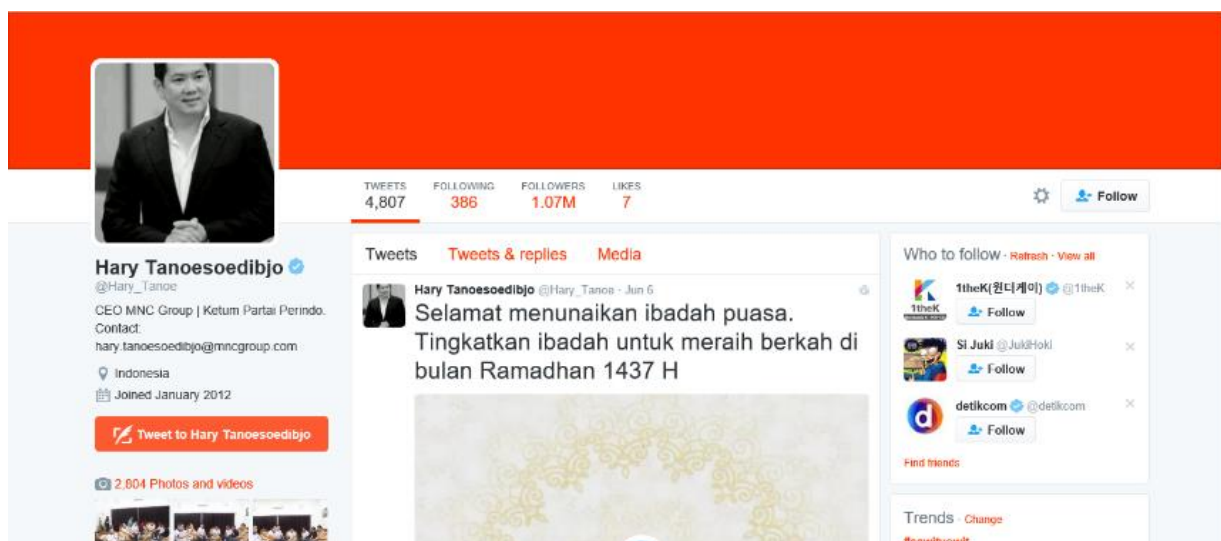 TWEETS FOLLOWING FOLLOWERS LIKES
4,807 386 1.07M 7
Follow
Hary Tanoesoedibjo
@Hary_Tanoe
CEO MNC Group | Ketum Partai Perindo.
Contact:
hary.tanoesoedibjo@mncgroup.com
Indonesia
Joined January 2012
Tweet to Hary Tanoesoedibjo
2,804 Photos and videos
Tweets Tweets & replies Media
Hary Tanoesoedibjo @Hary_Tanoe · Jun 6
Selamat menunaikan ibadah puasa.
Tingkatkan ibadah untuk meraih berkah di
bulan Ramadhan 1437 H
Who to follow · Refresh · View all
1theK(원더케이) @1theK
1theK
Follow
Si Juki @JukiHoki
Follow
detikcom @detikcom
d
Follow
Find friends
Trends · Change